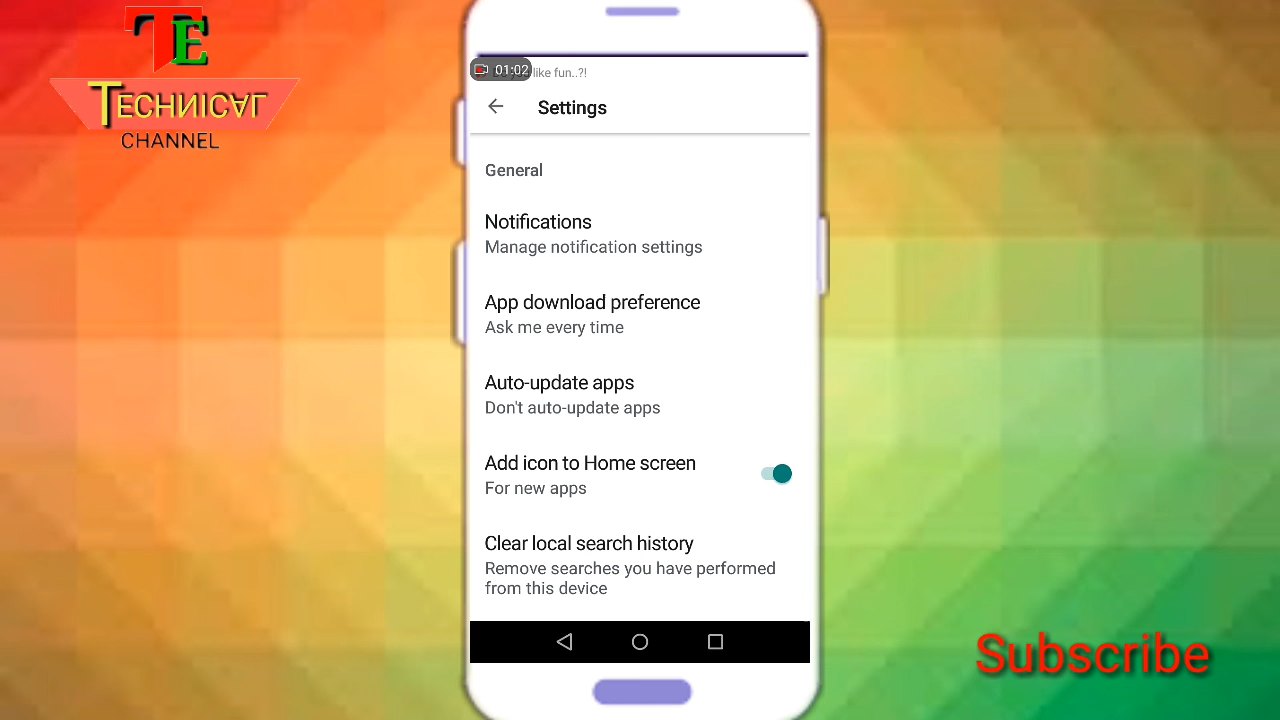 TE
TECHNICAL
CHANNEL
01:02
like fun..?!
Settings
General
Notifications
Manage notification settings
App download preference
Ask me every time
Auto-update apps
Don't auto-update apps
Add icon to Home screen
For new apps
Clear local search history
Remove searches you have performed
from this device
Subscribe